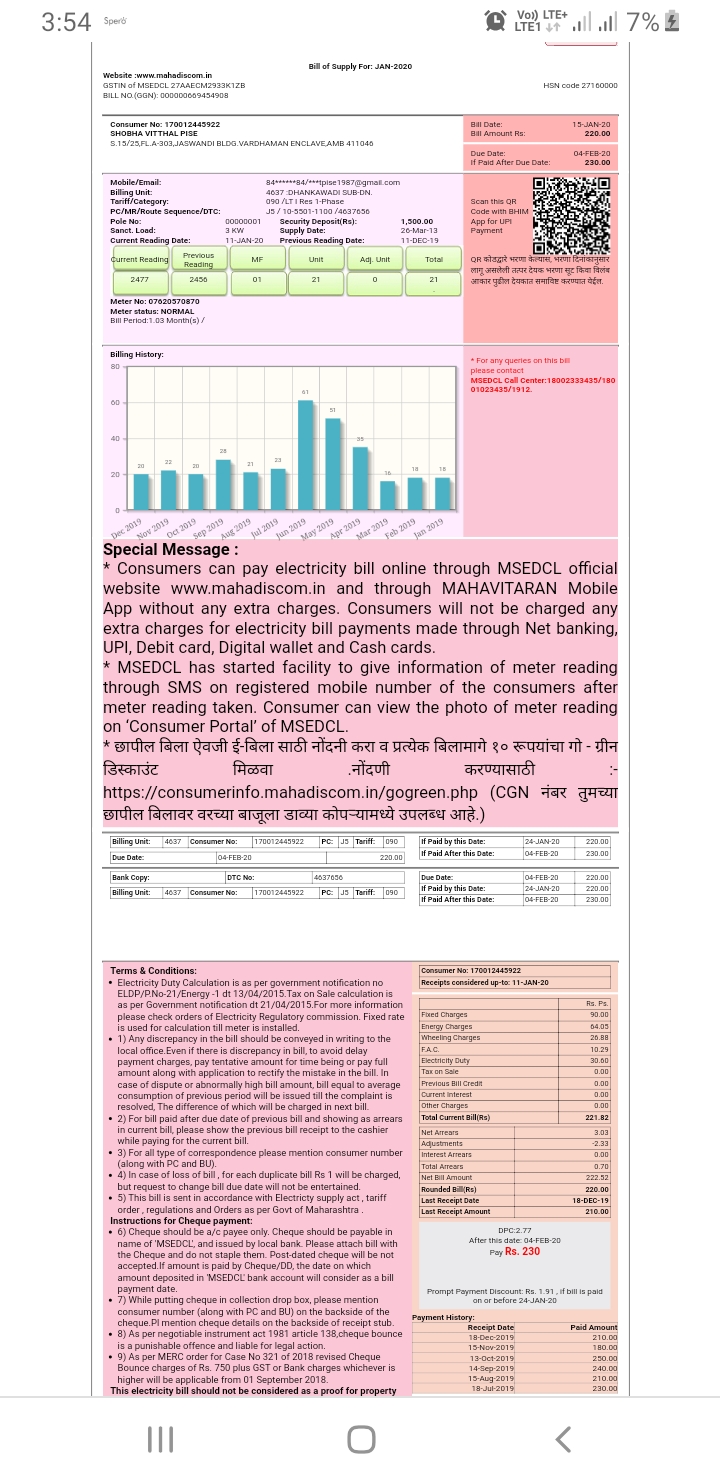 3:54 Sperō Vo)) LTE+ LTE1 7%
Bill of Supply For: JAN-2020
Website :www.mahadiscom.in
GSTIN of MSEDCL 27AAECM2933K1ZB HSN code 27160000
BILL NO.(GGN): 000000669454908
Consumer No: 170012445922
SHOBHA VITTHAL PISE
S.15/25,FL.A-303,JASWANDI BLDG.VARDHAMAN ENCLAVE,AMB 411046
Bill Date: 15-JAN-20
Bill Amount Rs: 220.00
Due Date: 04-FEB-20
If Paid After Due Date: 230.00
Mobile/Email: 84******84/***tpise1987@gmail.com
Billing Unit: 4637 :DHANKAWADI SUB-DN.
Tariff/Category: 090 /LT I Res 1-Phase
PC/MR/Route Sequence/DTC: J5 / 10-5501-1100 /4637656
Pole No: 00000001 Security Deposit(Rs): 1,500.00
Sanct. Load: 3 KW Supply Date: 26-Mar-13
Current Reading Date: 11-JAN-20 Previous Reading Date: 11-DEC-19
Current Reading Previous Reading MF Unit Adj. Unit Total
2477 2456 01 21 0 21
Meter No: 07620570870
Meter status: NORMAL
Bill Period:1.03 Month(s) /
Scan this QR
Code with BHIM
App for UPI
Payment
QR कोडद्वारे भरणा केल्यास, भरणा दिनांकानुसार
लागू असलेली तत्पर देयक भरणा सूट किंवा विलंब
आकार पुढील देयकात समाविष्ट करण्यात येईल.
Billing History:
80
60
40
20
0
20 22 20 28 21 23 61 51 35 16 18 18
Dec 2019 Nov 2019 Oct 2019 Sep 2019 Aug 2019 Jul 2019 Jun 2019 May 2019 Apr 2019 Mar 2019 Feb 2019 Jan 2019
* For any queries on this bill
please contact
MSEDCL Call Center:18002333435/180
01023435/1912.
Special Message :
* Consumers can pay electricity bill online through MSEDCL official
website www.mahadiscom.in and through MAHAVITARAN Mobile
App without any extra charges. Consumers will not be charged any
extra charges for electricity bill payments made through Net banking,
UPI, Debit card, Digital wallet and Cash cards.
* MSEDCL has started facility to give information of meter reading
through SMS on registered mobile number of the consumers after
meter reading taken. Consumer can view the photo of meter reading
on ‘Consumer Portal’ of MSEDCL.
* छापील बिला ऐवजी ई-बिला साठी नोंदनी करा व प्रत्येक बिलामागे १० रूपयांचा गो - ग्रीन
डिस्काउंट मिळवा .नोंदणी करण्यासाठी :-
https://consumerinfo.mahadiscom.in/gogreen.php (CGN नंबर तुमच्या
छापील बिलावर वरच्या बाजूला डाव्या कोपऱ्यामध्ये उपलब्ध आहे.)
Billing Unit: 4637 Consumer No: 170012445922 PC: J5 Tariff: 090
Due Date: 04-FEB-20 220.00
If Paid by this Date: 24-JAN-20 220.00
If Paid After this Date: 04-FEB-20 230.00
Bank Copy: DTC No: 4637656
Billing Unit: 4637 Consumer No: 170012445922 PC: J5 Tariff: 090
Due Date: 04-FEB-20 220.00
If Paid by this Date: 24-JAN-20 220.00
If Paid After this Date: 04-FEB-20 230.00
Terms & Conditions:
• Electricity Duty Calculation is as per government notification no
ELDP/P.No-21/Energy -1 dt 13/04/2015.Tax on Sale calculation is
as per Government notification dt 21/04/2015.For more information
please check orders of Electricity Regulatory commission. Fixed rate
is used for calculation till meter is installed.
• 1) Any discrepancy in the bill should be conveyed in writing to the
local office.Even if there is discrepancy in bill, to avoid delay
payment charges, pay tentative amount for time being or pay full
amount along with application to rectify the mistake in the bill. In
case of dispute or abnormally high bill amount, bill equal to average
consumption of previous period will be issued till the complaint is
resolved, The difference of which will be charged in next bill.
• 2) For bill paid after due date of previous bill and showing as arrears
in current bill, please show the previous bill receipt to the cashier
while paying for the current bill.
• 3) For all type of correspondence please mention consumer number
(along with PC and BU).
• 4) In case of loss of bill , for each duplicate bill Rs 1 will be charged,
but request to change bill due date will not be entertained.
• 5) This bill is sent in accordance with Electricty supply act , tariff
order , regulations and Orders as per Govt of Maharashtra .
Instructions for Cheque payment:
• 6) Cheque should be a/c payee only. Cheque should be payable in
name of 'MSEDCL', and issued by local bank. Please attach bill with
the Cheque and do not staple them. Post-dated cheque will be not
accepted.If amount is paid by Cheque/DD, the date on which
amount deposited in 'MSEDCL' bank account will consider as a bill
payment date.
• 7) While putting cheque in collection drop box, please mention
consumer number (along with PC and BU) on the backside of the
cheque.Pl mention cheque details on the backside of receipt stub.
• 8) As per negotiable instrument act 1981 article 138,cheque bounce
is a punishable offence and liable for legal action.
• 9) As per MERC order for Case No 321 of 2018 revised Cheque
Bounce charges of Rs. 750 plus GST or Bank charges whichever is
higher will be applicable from 01 September 2018.
This electricity bill should not be considered as a proof for property
Consumer No: 170012445922
Receipts considered up-to: 11-JAN-20
Rs. Ps.
Fixed Charges 90.00
Energy Charges 64.05
Wheeling Charges 26.88
F.A.C. 10.29
Electricity Duty 30.60
Tax on Sale 0.00
Previous Bill Credit 0.00
Current Interest 0.00
Other Charges 0.00
Total Current Bill(Rs) 221.82
Net Arrears 3.03
Adjustments -2.33
Interest Arrears 0.00
Total Arrears 0.70
Net Bill Amount 222.52
Rounded Bill(Rs) 220.00
Last Receipt Date 18-DEC-19
Last Receipt Amount 210.00
DPC:2.77
After this date: 04-FEB-20
Pay Rs. 230
Prompt Payment Discount: Rs. 1.91 , if bill is paid
on or before 24-JAN-20
Payment History:
Receipt Date Paid Amount
18-Dec-2019 210.00
15-Nov-2019 180.00
13-Oct-2019 250.00
14-Sep-2019 240.00
15-Aug-2019 210.00
18-Jul-2019 230.00